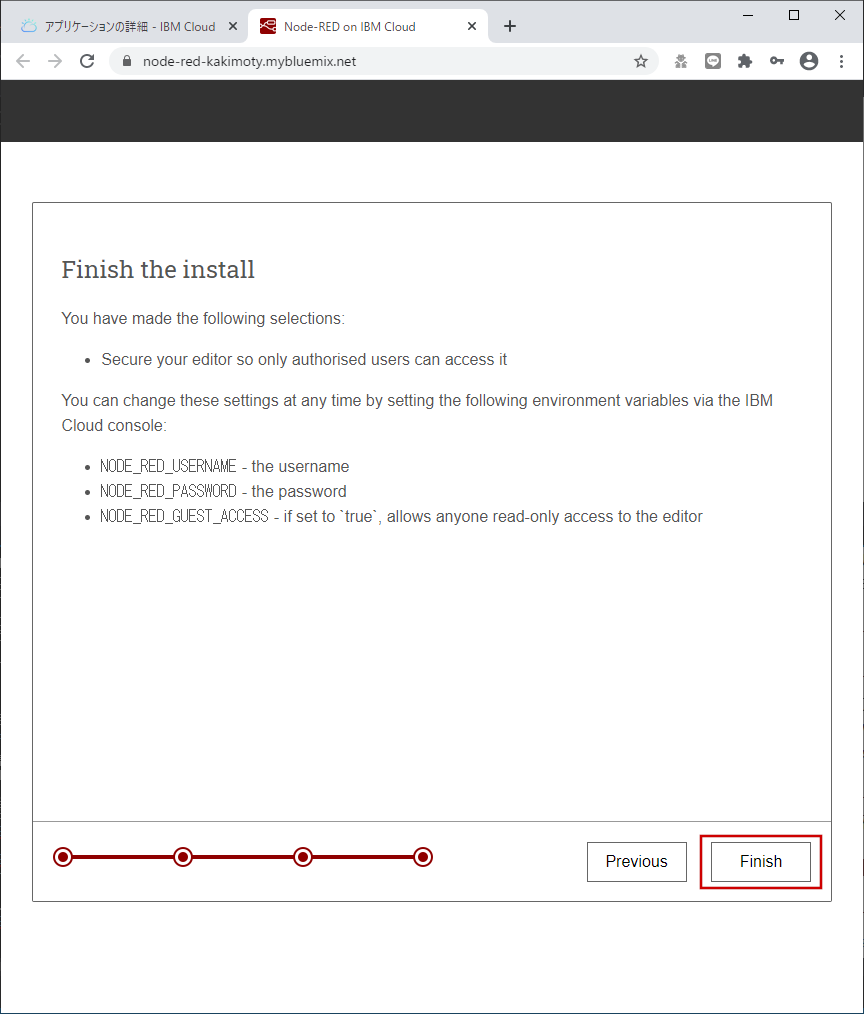 アプリケーションの詳細 - IBM Cloud
Node-RED on IBM Cloud
node-red-kakimoty.mybluemix.net
LINE
Finish the install
You have made the following selections:
Secure your editor so only authorised users can access it
You can change these settings at any time by setting the following environment variables via the IBM
Cloud console:
NODE_RED_USERNAME - the username
NODE_RED_PASSWORD - the password
NODE_RED_GUEST_ACCESS - if set to `true`, allows anyone read-only access to the editor
Previous
Finish